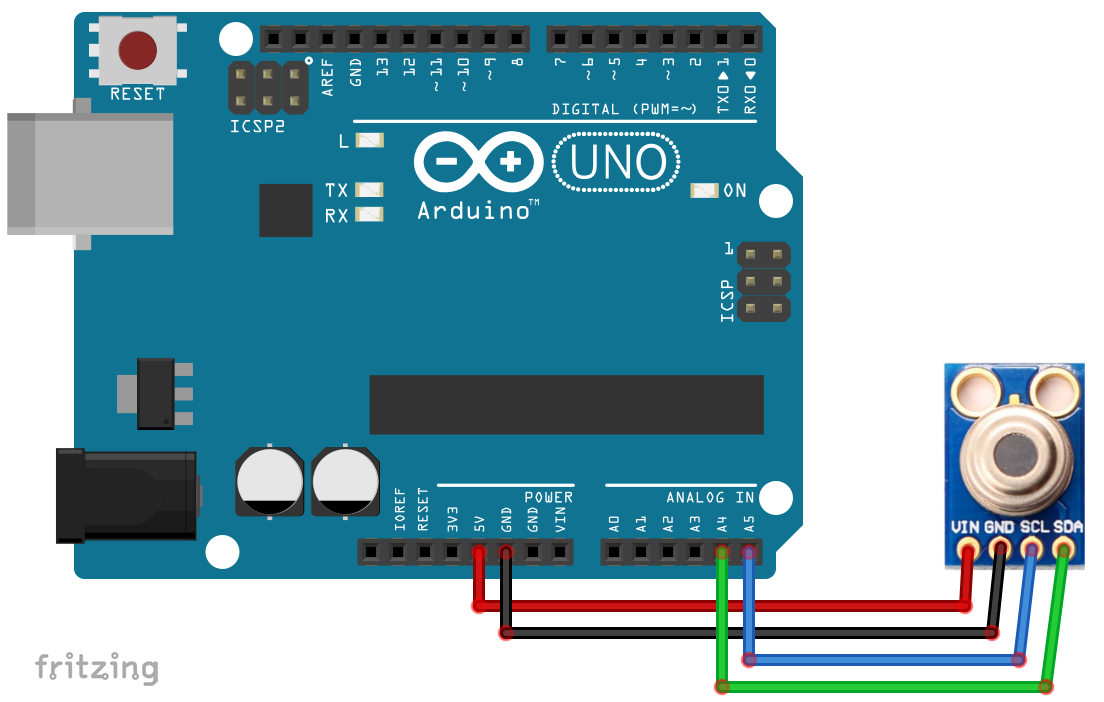 RESET
ICSP2
AREF
GND
13
12
~11
~10
~9
8
7
~6
~5
4
~3
2
TX0▶1
RX0◀0
DIGITAL (PWM=~)
L
TX
RX
UNO
Arduino™
ON
1
ICSP
IOREF
RESET
3V3
5V
GND
GND
VIN
POWER
A0
A1
A2
A3
A4
A5
ANALOG IN
VIN GND SCL SDA
fritzing